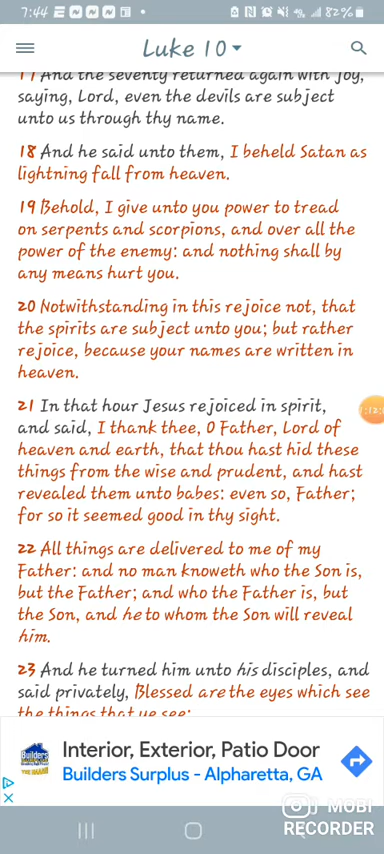 7:44
82%
Luke 10
17 And the seventy returned again with joy,
saying, Lord, even the devils are subject
unto us through thy name.
18 And he said unto them, I beheld Satan as
lightning fall from heaven.
19 Behold, I give unto you power to tread
on serpents and scorpions, and over all the
power of the enemy: and nothing shall by
any means hurt you.
20 Notwithstanding in this rejoice not, that
the spirits are subject unto you; but rather
rejoice, because your names are written in
heaven.
21 In that hour Jesus rejoiced in spirit,
and said, I thank thee, O Father, Lord of
heaven and earth, that thou hast hid these
things from the wise and prudent, and hast
revealed them unto babes: even so, Father;
for so it seemed good in thy sight.
22 All things are delivered to me of my
Father: and no man knoweth who the Son is,
but the Father; and who the Father is, but
the Son, and he to whom the Son will reveal
him.
23 And he turned him unto his disciples, and
said privately, Blessed are the eyes which see
the things that ye see:
Builders
Interior, Exterior, Patio Door
Builders Surplus - Alpharetta, GA
MOBI
RECORDER